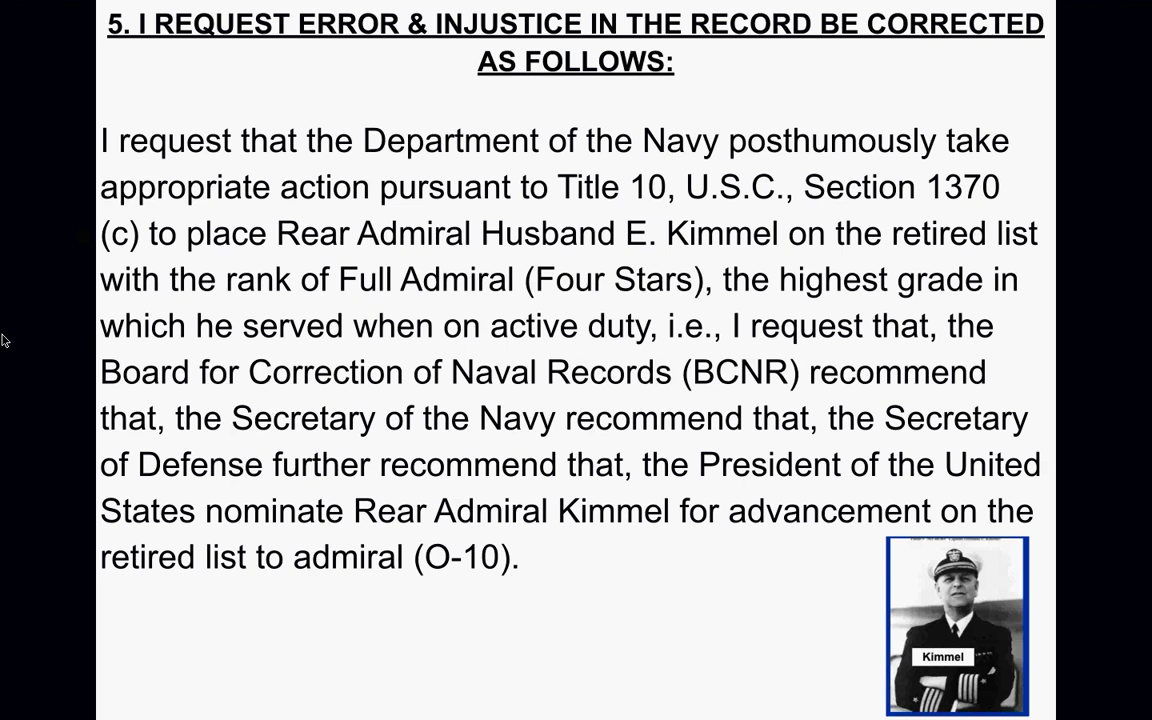 5. I REQUEST ERROR & INJUSTICE IN THE RECORD BE CORRECTED
AS FOLLOWS:
I request that the Department of the Navy posthumously take
appropriate action pursuant to Title 10, U.S.C., Section 1370
(c) to place Rear Admiral Husband E. Kimmel on the retired list
with the rank of Full Admiral (Four Stars), the highest grade in
which he served when on active duty, i.e., I request that, the
Board for Correction of Naval Records (BCNR) recommend
that, the Secretary of the Navy recommend that, the Secretary
of Defense further recommend that, the President of the United
States nominate Rear Admiral Kimmel for advancement on the
retired list to admiral (O-10).
Kimmel